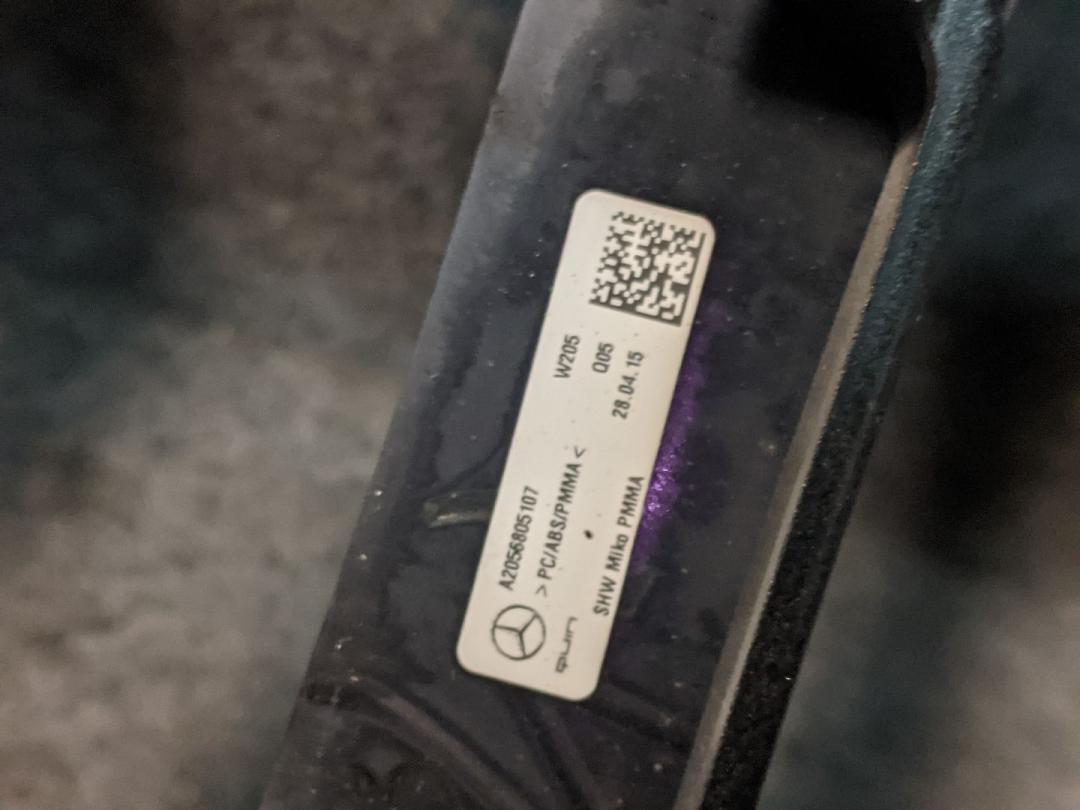 A2056805107 W205
>PC/ABS/PMMA< Q05
28.04.15
quin SHW Miko PMMA